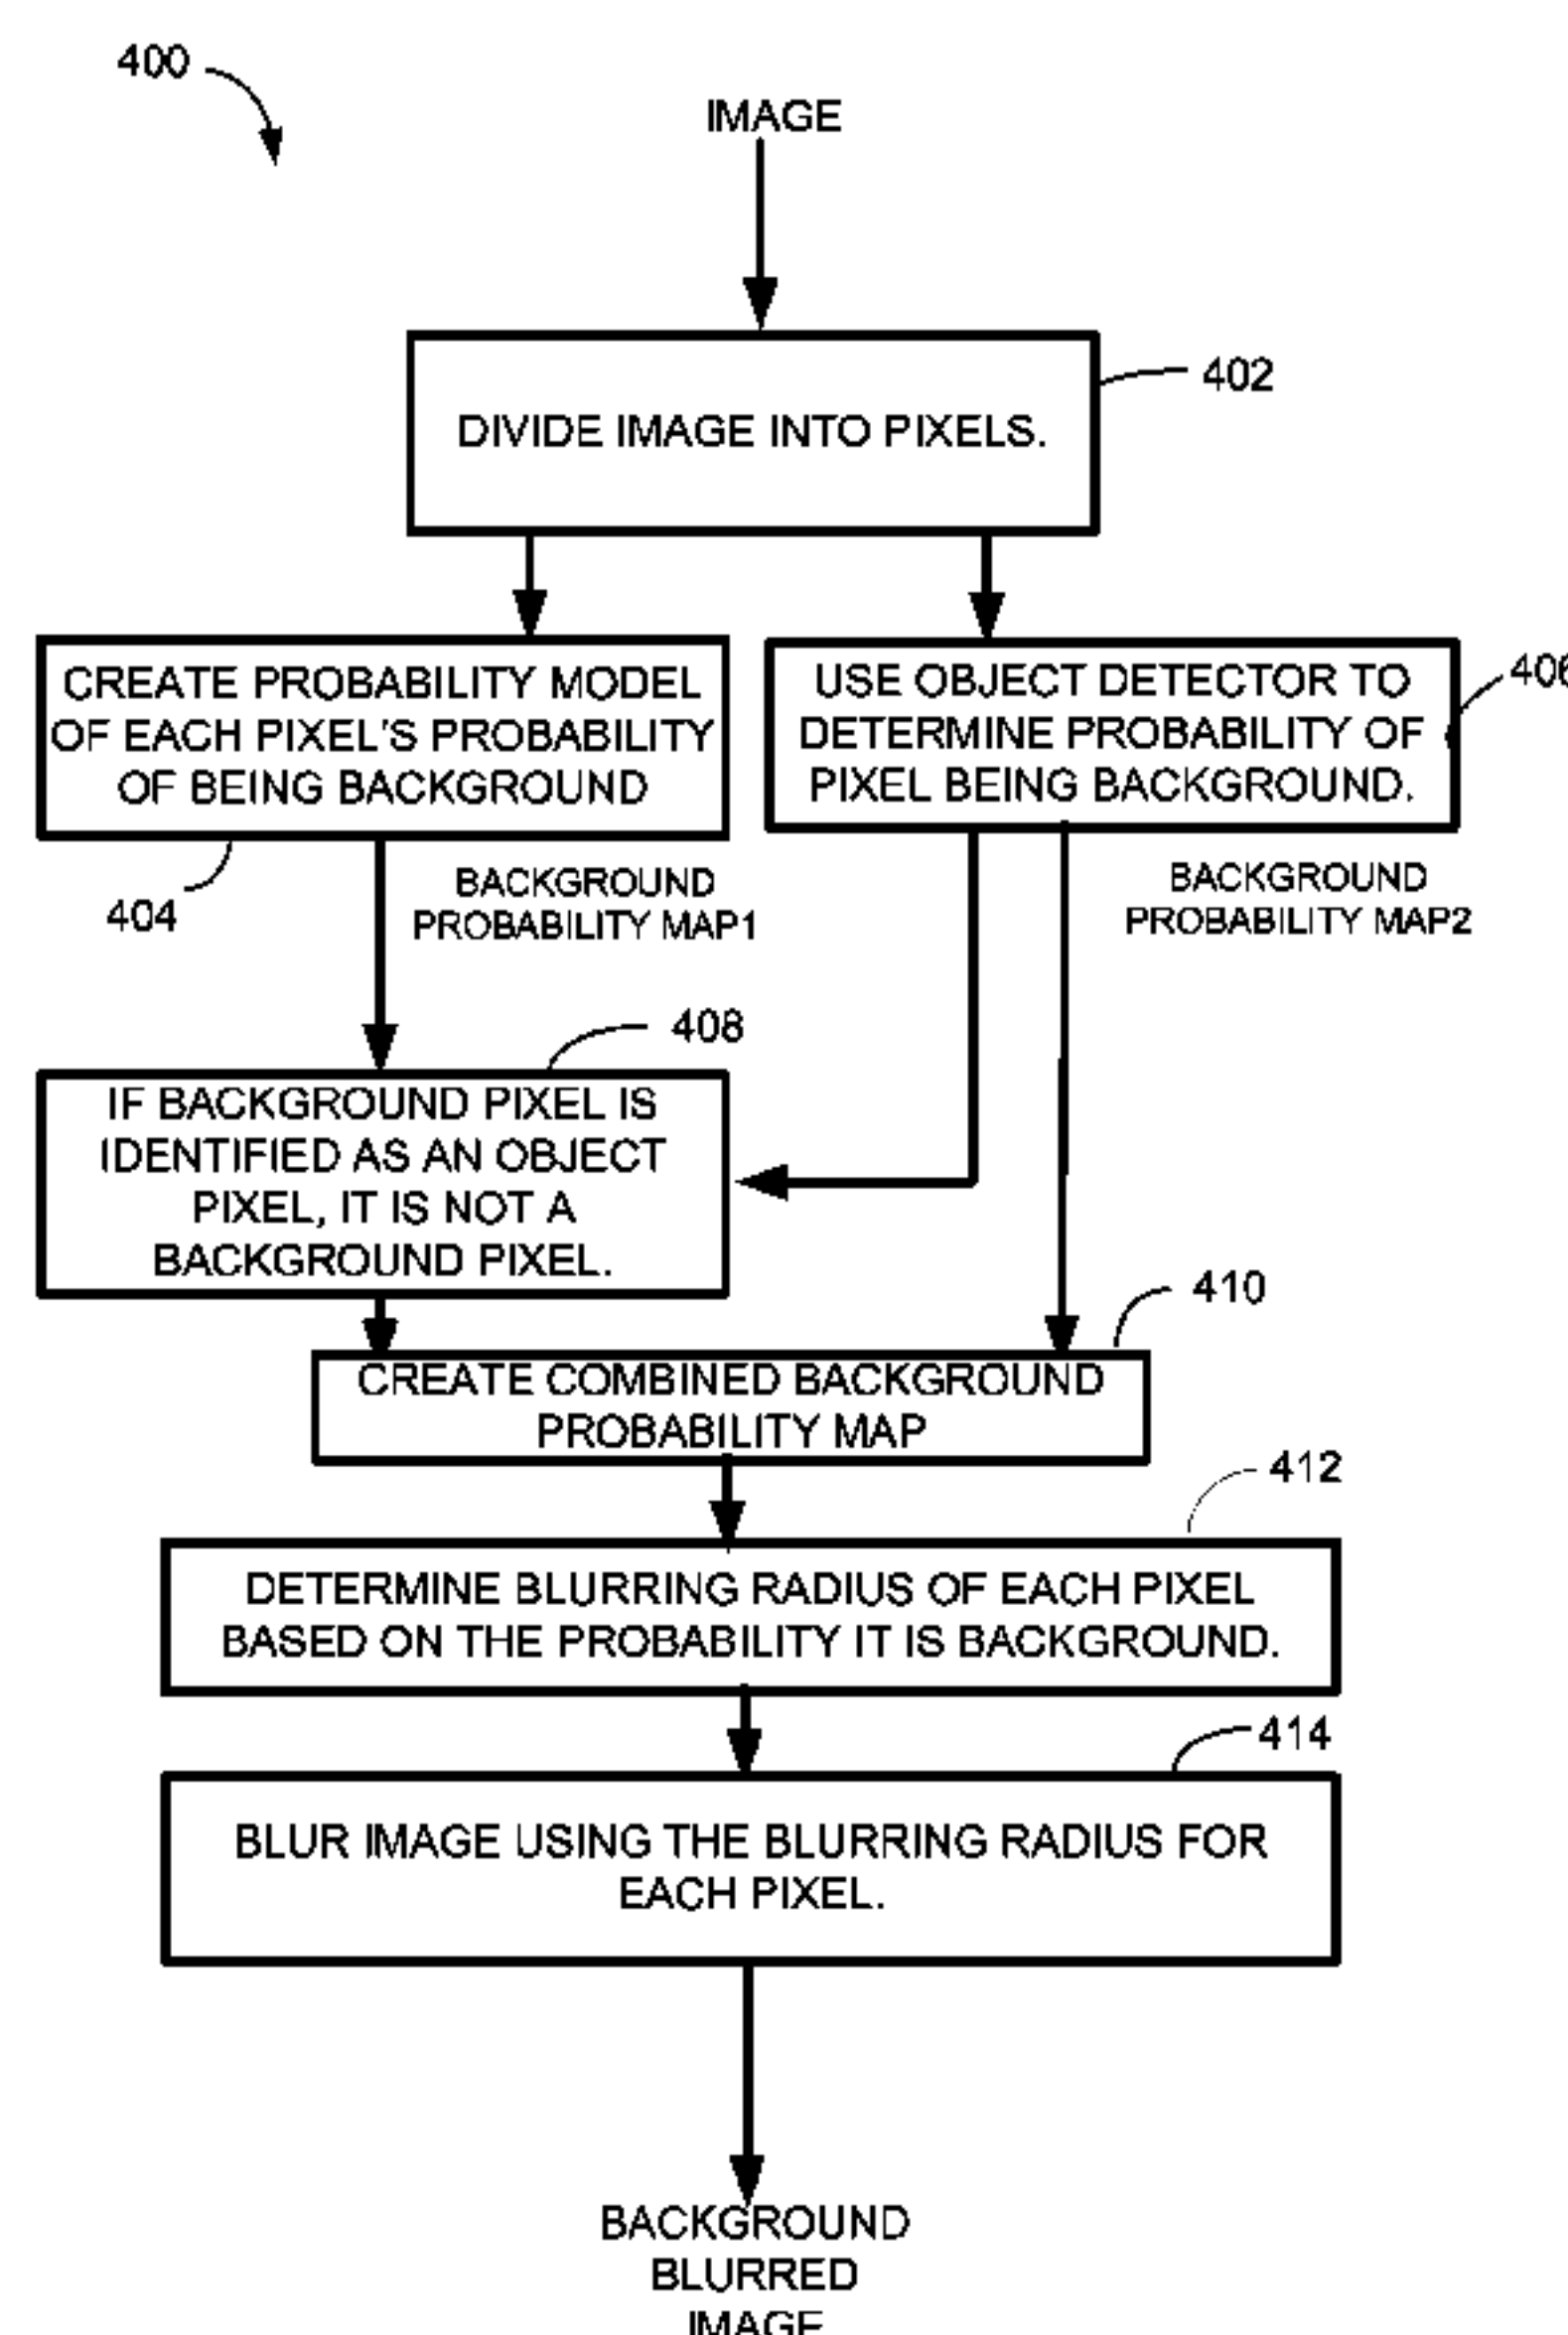 400
IMAGE
402
DIVIDE IMAGE INTO PIXELS.
CREATE PROBABILITY MODEL
OF EACH PIXEL'S PROBABILITY
OF BEING BACKGROUND
404
USE OBJECT DETECTOR TO
DETERMINE PROBABILITY OF
PIXEL BEING BACKGROUND.
406
BACKGROUND
PROBABILITY MAP1
BACKGROUND
PROBABILITY MAP2
408
IF BACKGROUND PIXEL IS
IDENTIFIED AS AN OBJECT
PIXEL, IT IS NOT A
BACKGROUND PIXEL.
410
CREATE COMBINED BACKGROUND
PROBABILITY MAP
412
DETERMINE BLURRING RADIUS OF EACH PIXEL
BASED ON THE PROBABILITY IT IS BACKGROUND.
414
BLUR IMAGE USING THE BLURRING RADIUS FOR
EACH PIXEL.
BACKGROUND
BLURRED
IMAGE